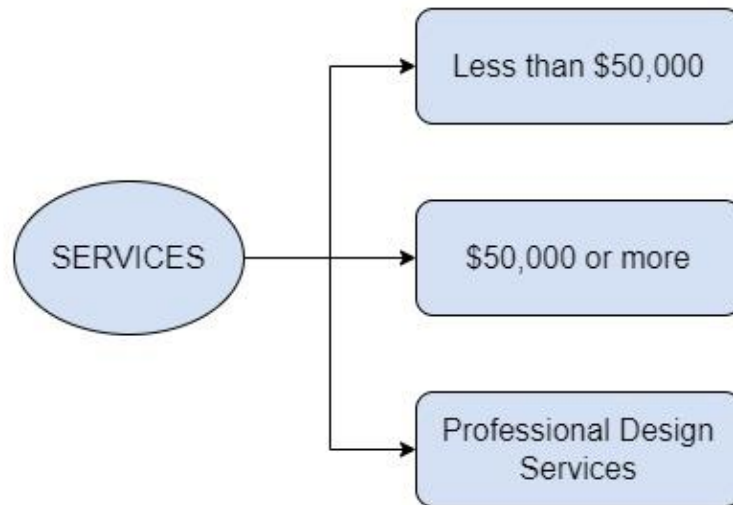 Less than $50,000
SERVICES
$50,000 or more
Professional Design
Services